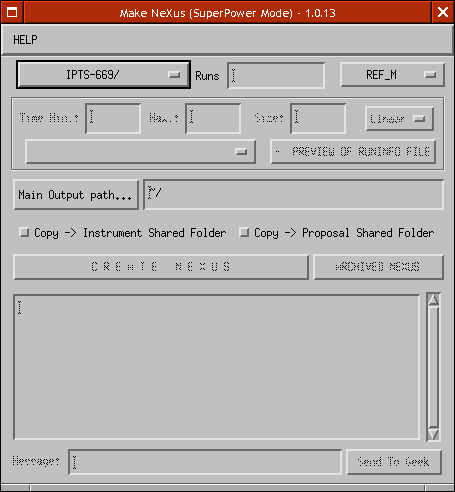 Make NeXus (SuperPower Mode) - 1.0.13
HELP
IPTS-669/ Runs REF_M
Time Min.: Max.: Size: Linear
- PREVIEW OF RUNINFO FILE
Main Output path... ~/
Copy -> Instrument Shared Folder Copy -> Proposal Shared Folder
C R E A T E N E X U S ARCHIVED NEXUS
Message: Send To Geek